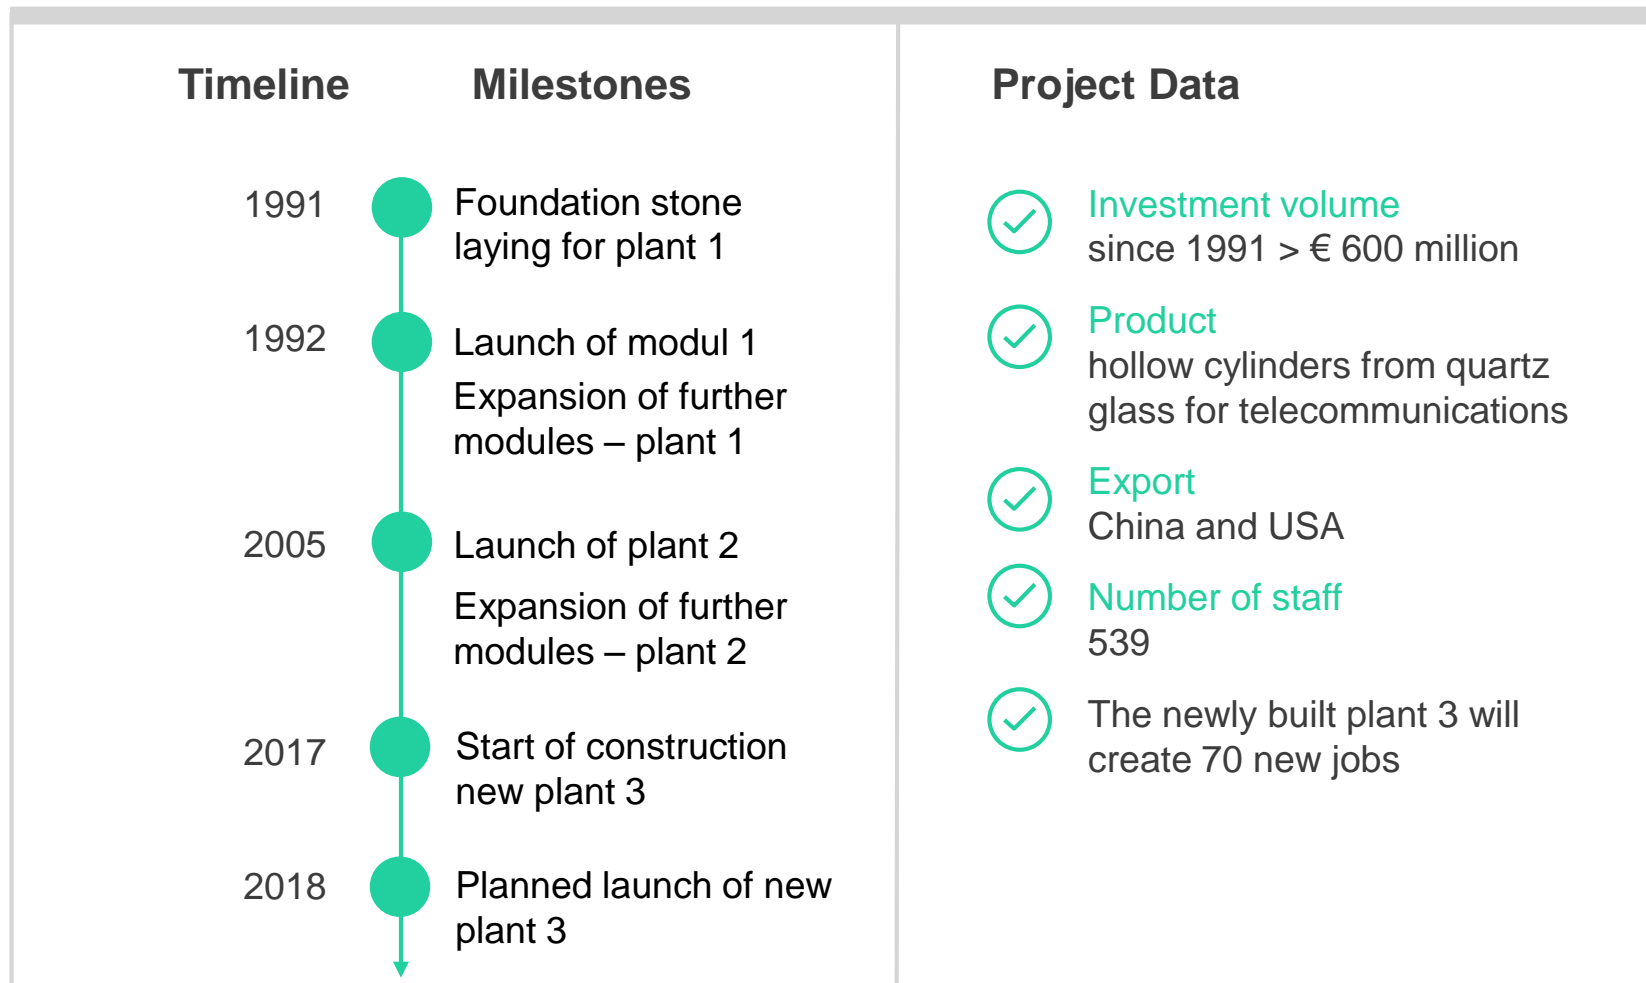 Timeline
Milestones
1991
Foundation stone
laying for plant 1
1992
Launch of modul 1
Expansion of further
modules – plant 1
2005
Launch of plant 2
Expansion of further
modules – plant 2
2017
Start of construction
new plant 3
2018
Planned launch of new
plant 3
Project Data
Investment volume
since 1991 > € 600 million
Product
hollow cylinders from quartz
glass for telecommunications
Export
China and USA
Number of staff
539
The newly built plant 3 will
create 70 new jobs